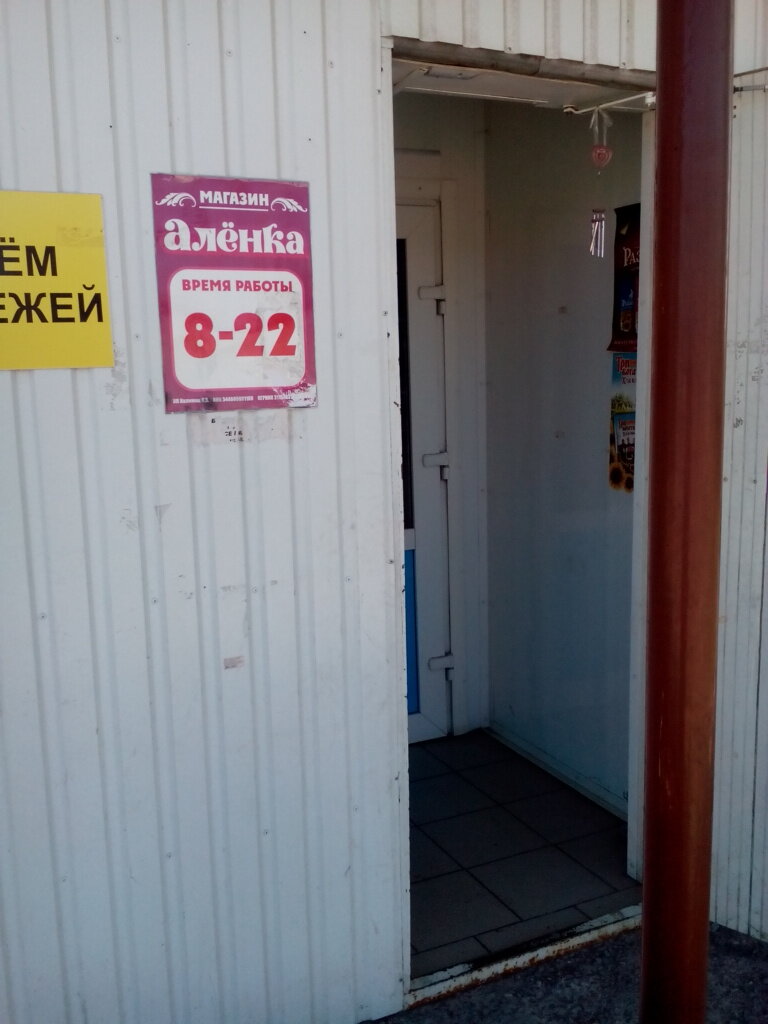 ЁМ
ЕЖЕЙ
МАГАЗИН
алёнка
ВРЕМЯ РАБОТЫ
8-22